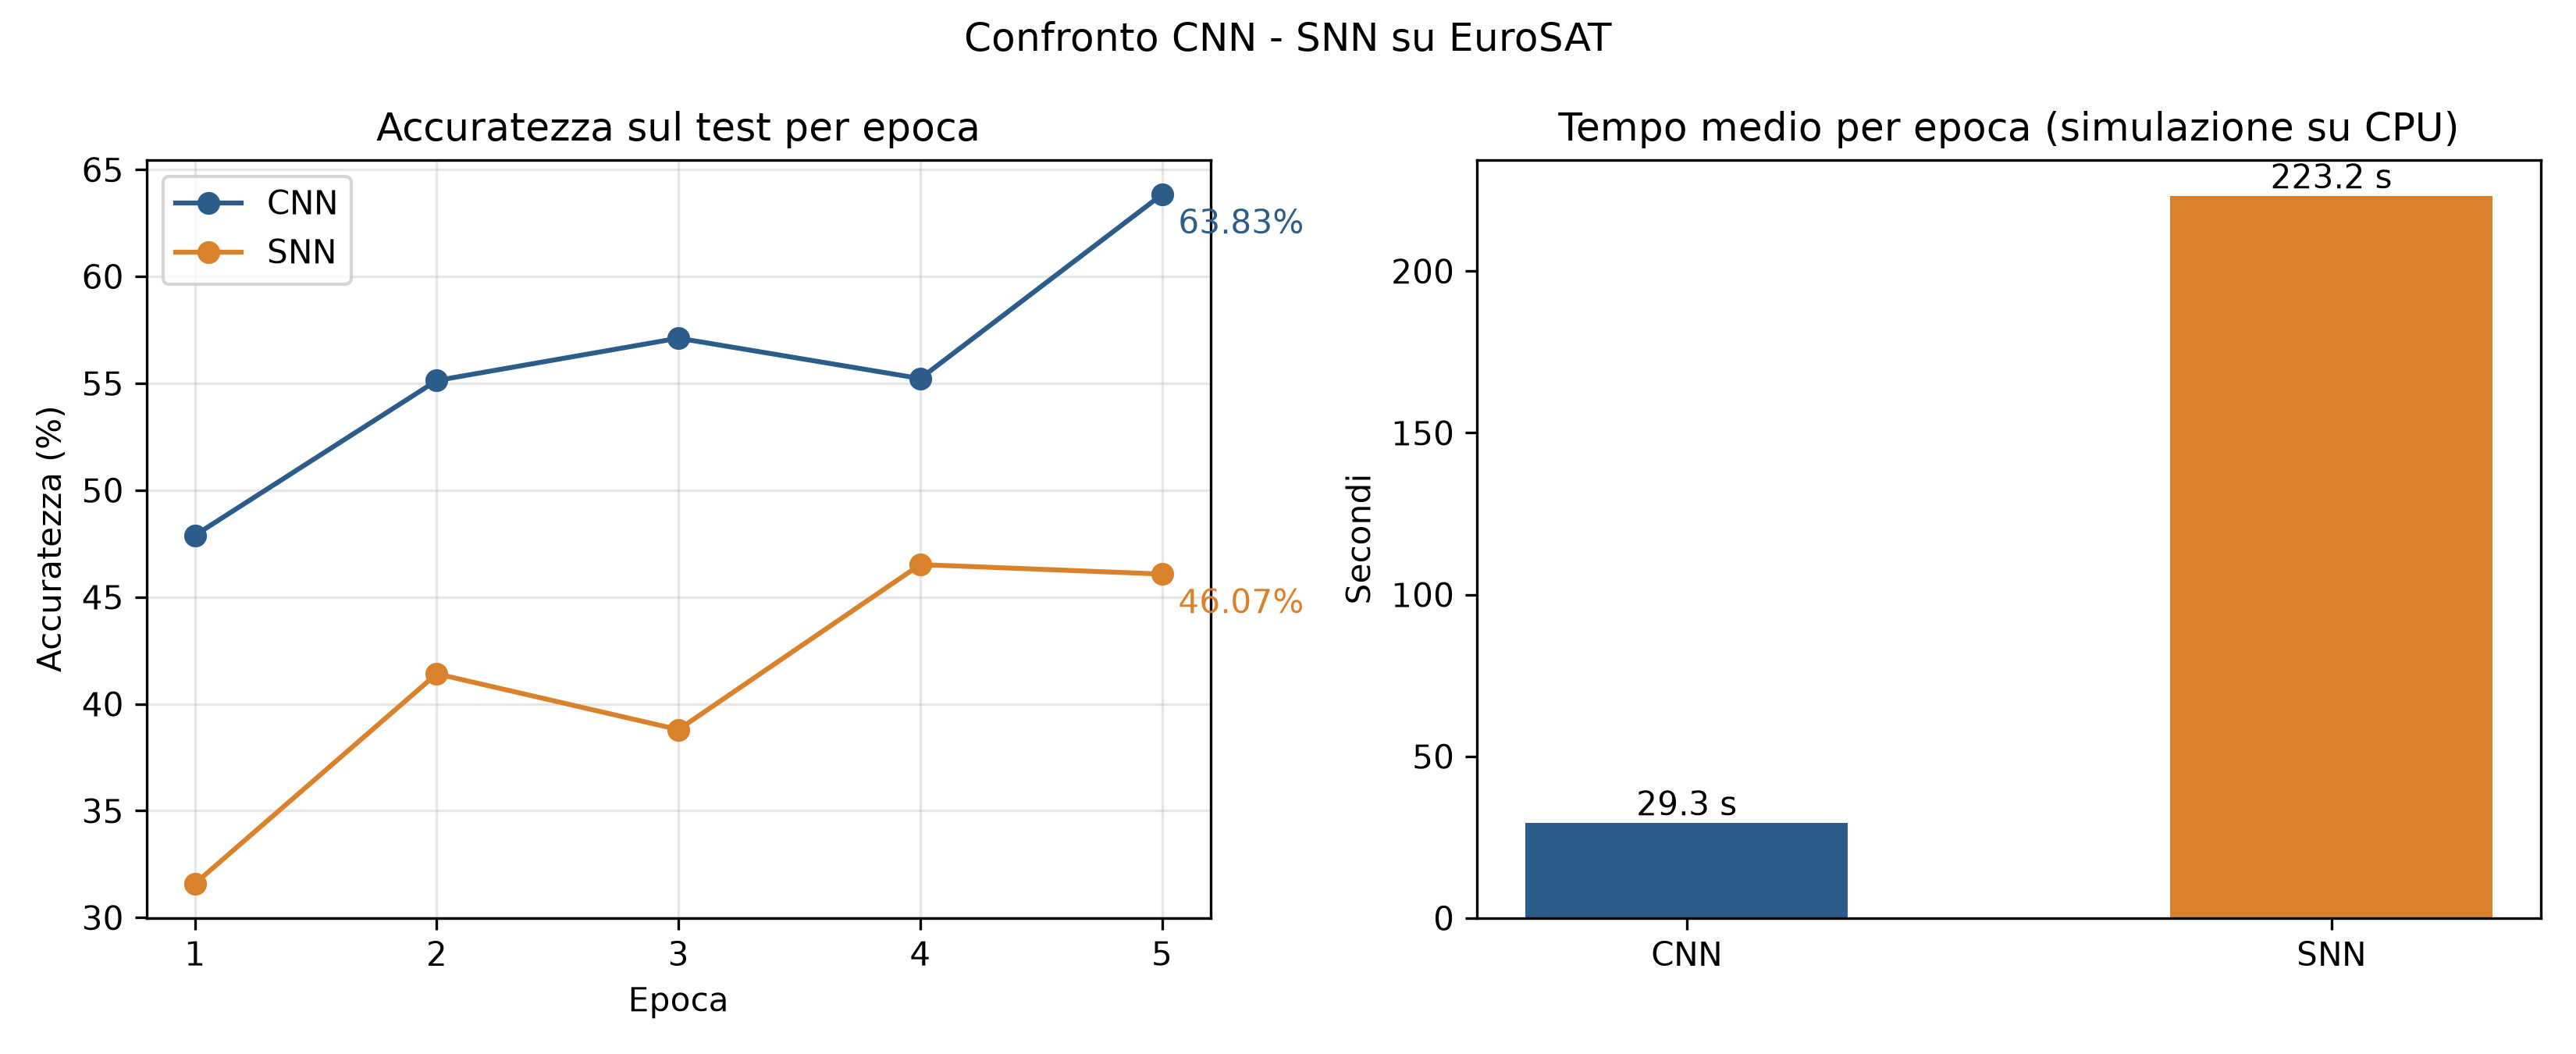 Confronto CNN - SNN su EuroSAT
Accuratezza sul test per epoca
65
60
55
50
45
40
35
30
Accuratezza (%)
CNN
SNN
63.83%
46.07%
1 2 3 4 5
Epoca
Tempo medio per epoca (simulazione su CPU)
200
150
100
50
0
Secondi
223.2 s
29.3 s
CNN SNN